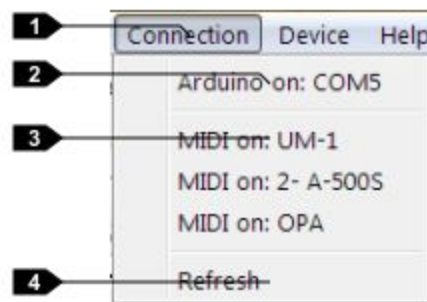 1 Connection Device Help
2 Arduino on: COM5
3 MIDI on: UM-1
MIDI on: 2- A-500S
MIDI on: OPA
4 Refresh